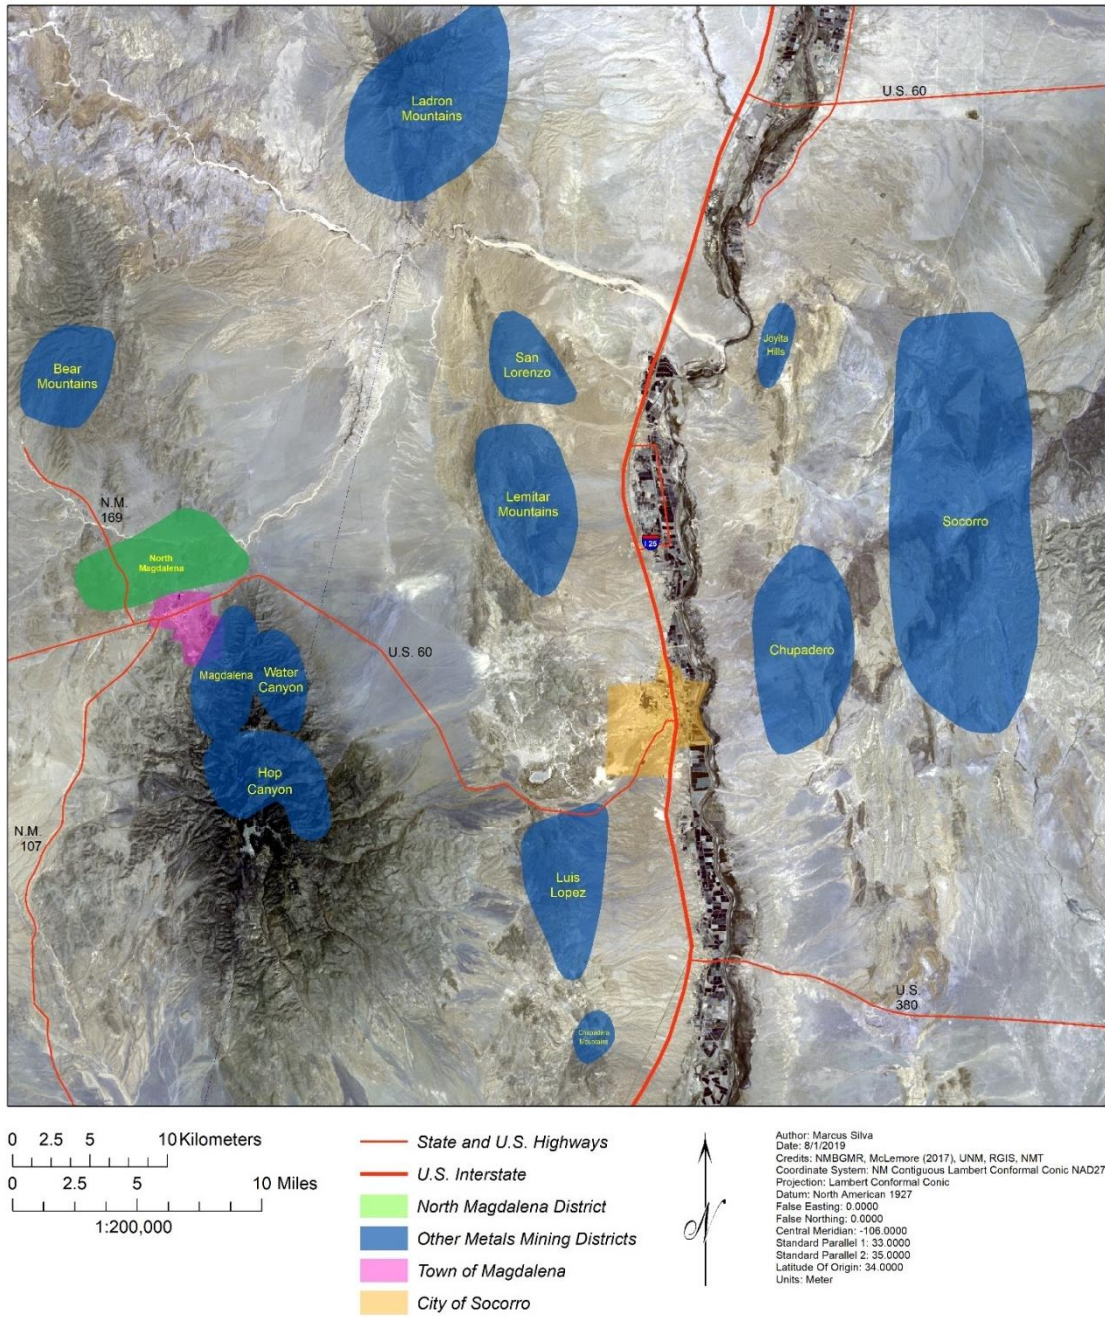 Ladron
Mountains
U.S. 60
Bear
Mountains
San
Lorenzo
Joyita
Hills
N.M.
169
Lemitar
Mountains
Socorro
I 25
North
Magdalena
Chupadero
U.S. 60
Magdalena
Water
Canyon
Hop
Canyon
N.M.
107
Luis
Lopez
U.S.
380
Chupadera
Mountains
0 2.5 5 10 Kilometers
0 2.5 5 10 Miles
1:200,000
State and U.S. Highways
U.S. Interstate
North Magdalena District
Other Metals Mining Districts
Town of Magdalena
City of Socorro
N
Author: Marcus Silva
Date: 8/1/2019
Credits: NMBGMR, McLemore (2017), UNM, RGIS, NMT
Coordinate System: NM Contiguous Lambert Conformal Conic NAD27
Projection: Lambert Conformal Conic
Datum: North American 1927
False Easting: 0.0000
False Northing: 0.0000
Central Meridian: -106.0000
Standard Parallel 1: 33.0000
Standard Parallel 2: 35.0000
Latitude Of Origin: 34.0000
Units: Meter